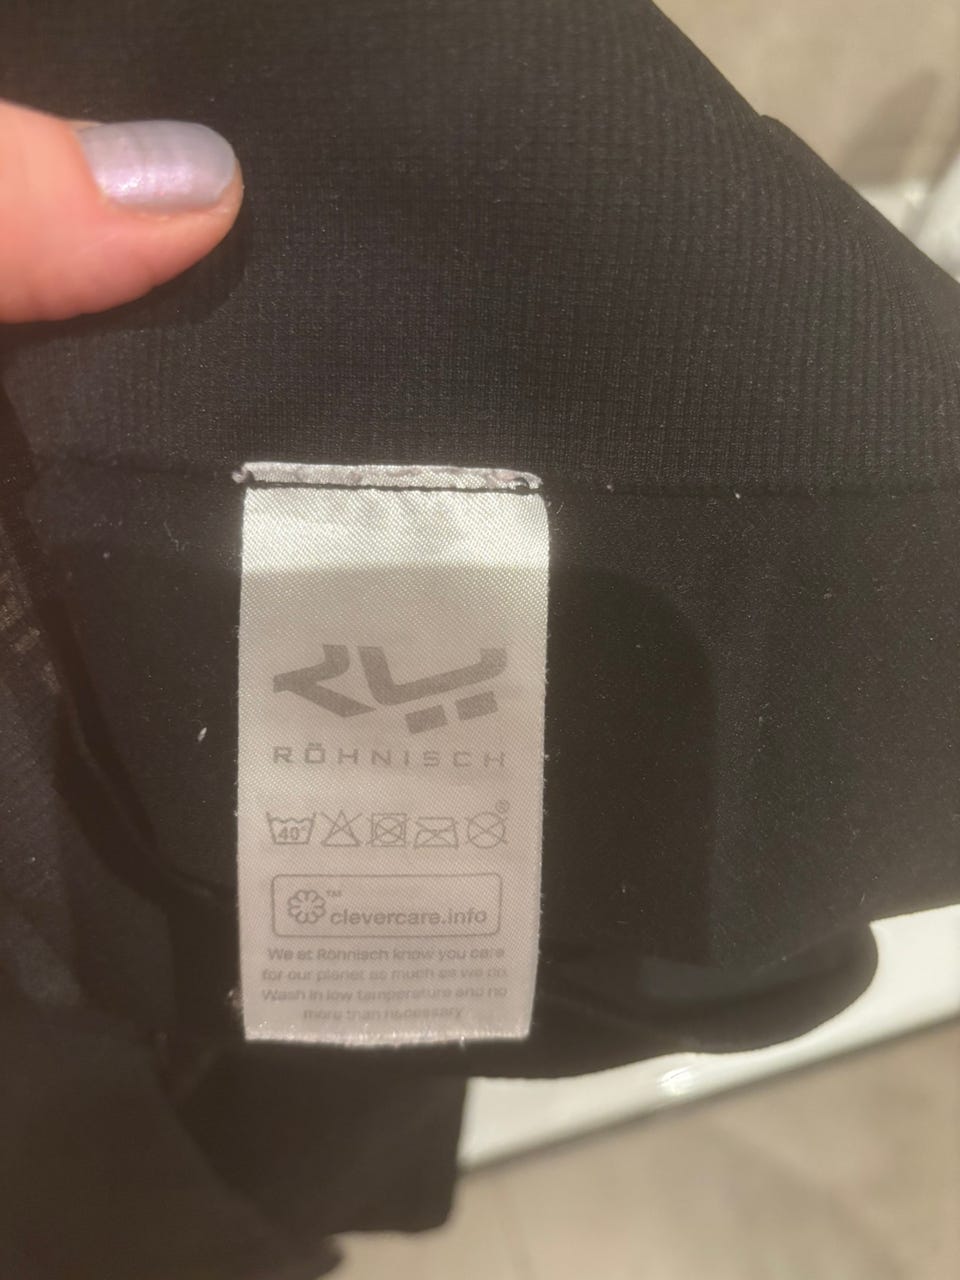 RÖHNISCH
40°
®
™
clevercare.info
We at Röhnisch know you care
for our planet as much as we do.
Wash in low temperature and no
more than necessary